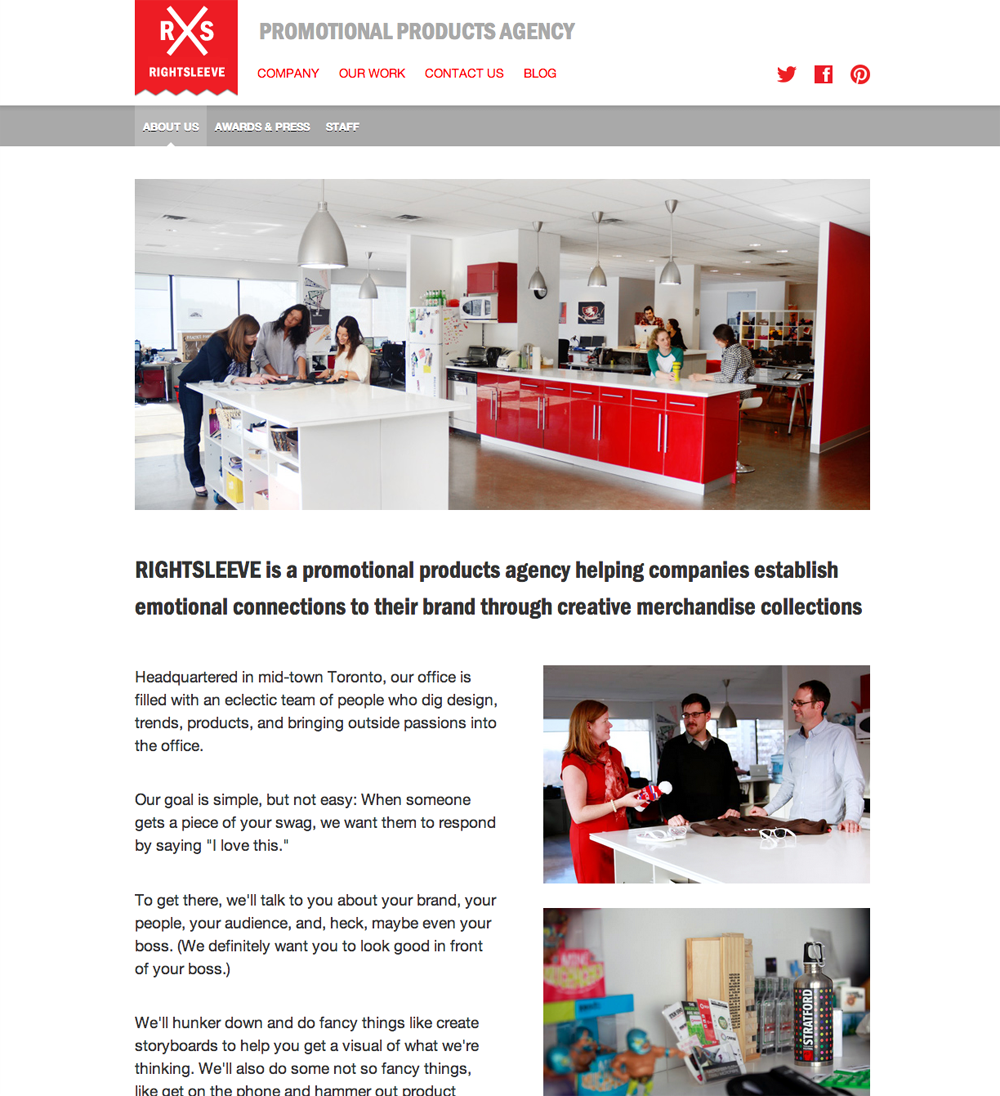 R S
RIGHTSLEEVE
PROMOTIONAL PRODUCTS AGENCY
COMPANY OUR WORK CONTACT US BLOG
ABOUT US AWARDS & PRESS STAFF
RIGHTSLEEVE is a promotional products agency helping companies establish
emotional connections to their brand through creative merchandise collections
Headquartered in mid-town Toronto, our office is
filled with an eclectic team of people who dig design,
trends, products, and bringing outside passions into
the office.
Our goal is simple, but not easy: When someone
gets a piece of your swag, we want them to respond
by saying "I love this."
To get there, we'll talk to you about your brand, your
people, your audience, and, heck, maybe even your
boss. (We definitely want you to look good in front
of your boss.)
We'll hunker down and do fancy things like create
storyboards to help you get a visual of what we're
thinking. We'll also do some not so fancy things,
like get on the phone and hammer out product
MINI
STRATFORD